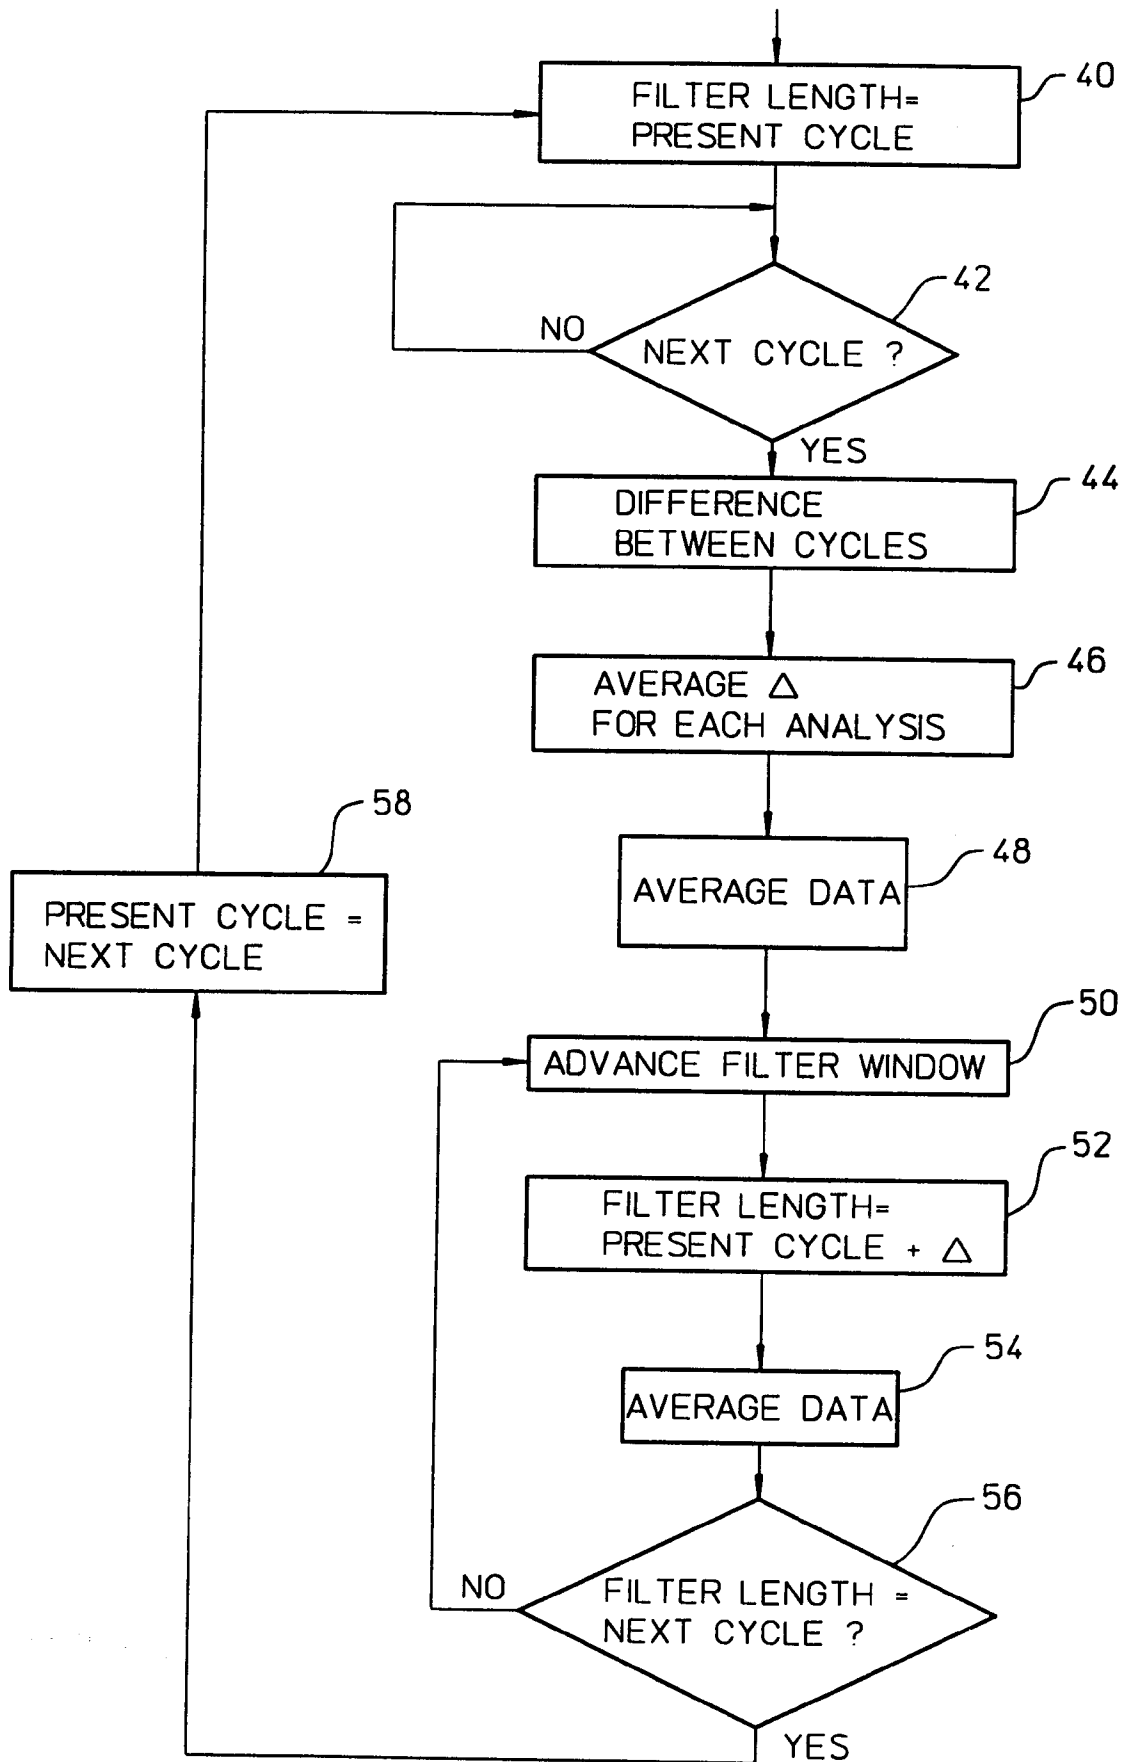 FILTER LENGTH=
PRESENT CYCLE
40
42
NO
NEXT CYCLE ?
YES
DIFFERENCE
BETWEEN CYCLES
44
AVERAGE △
FOR EACH ANALYSIS
46
58
PRESENT CYCLE =
NEXT CYCLE
AVERAGE DATA
48
ADVANCE FILTER WINDOW
50
FILTER LENGTH=
PRESENT CYCLE + △
52
AVERAGE DATA
54
56
NO
FILTER LENGTH =
NEXT CYCLE ?
YES